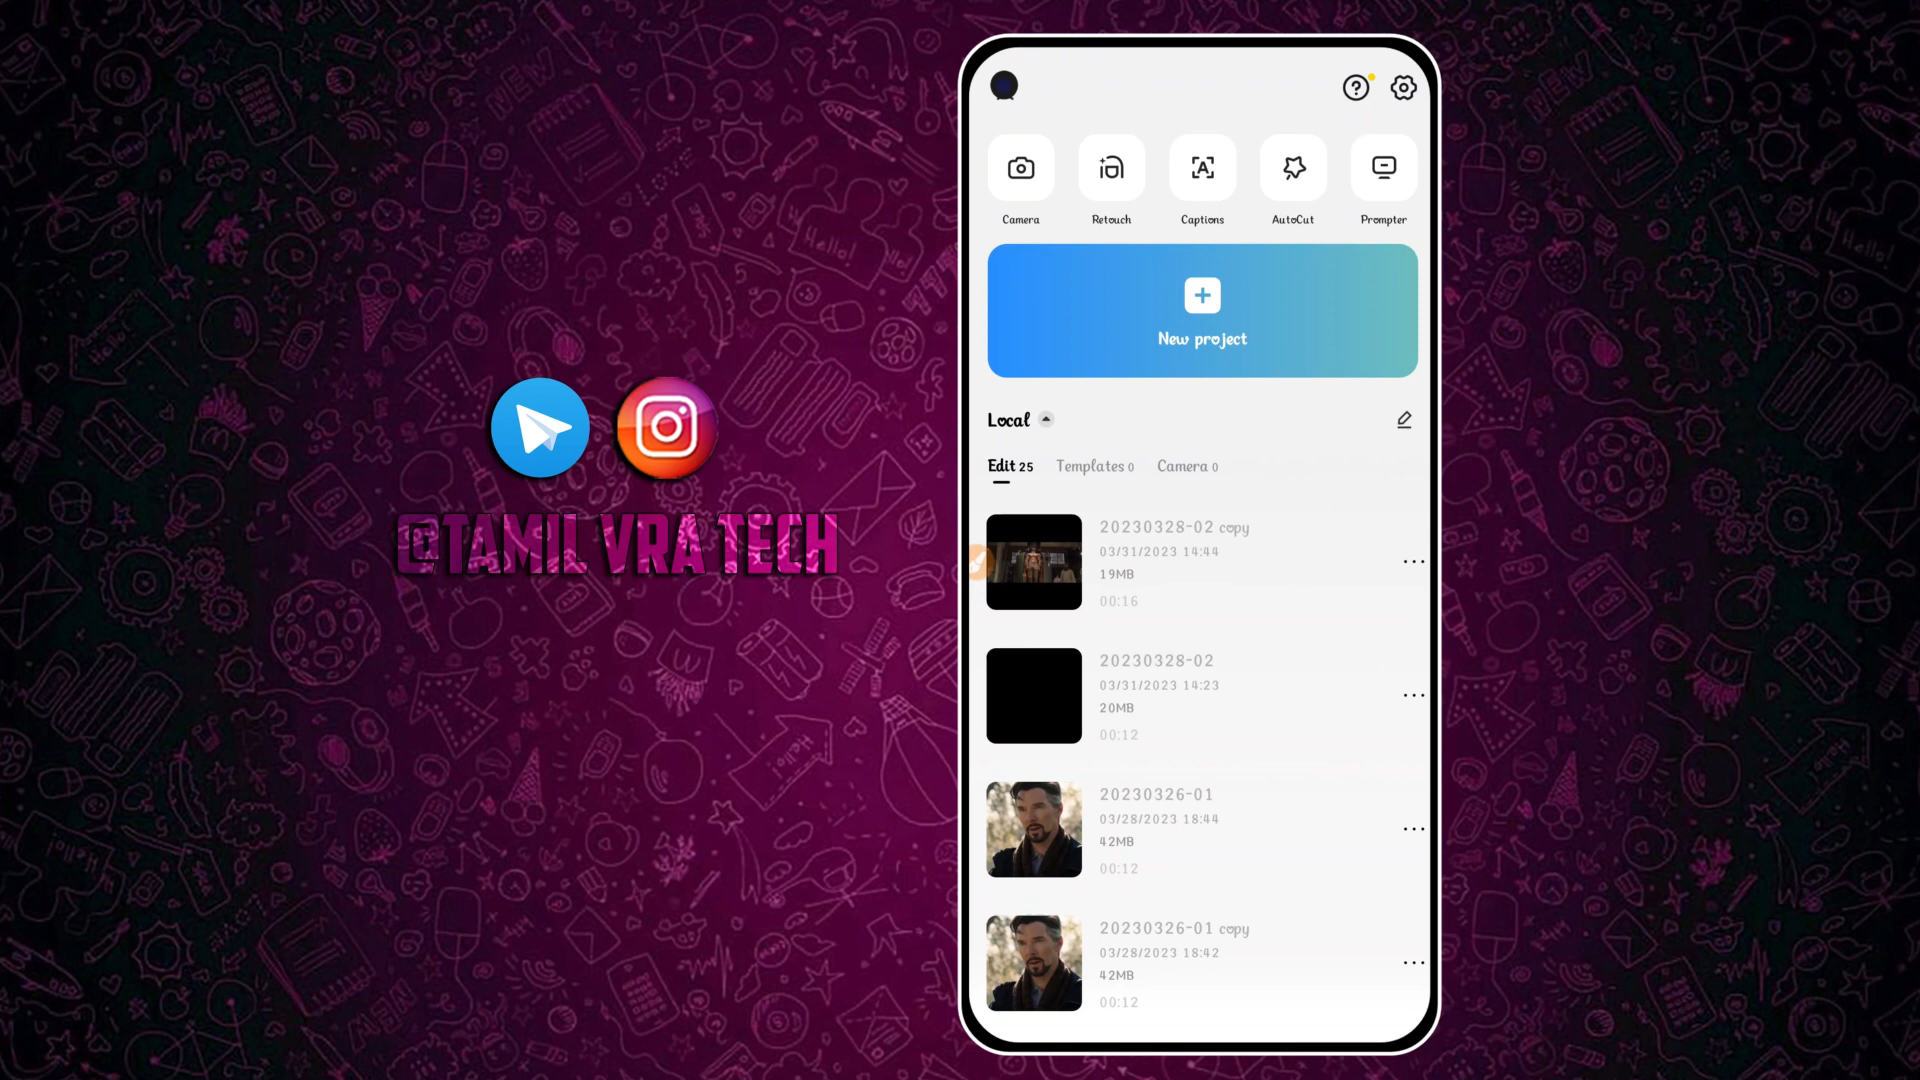 @TAMIL VRA TECH
Camera
Retouch
Captions
AutoCut
Prompter
New project
Local
Edit 25
Templates 0
Camera 0
20230328-02 copy
03/31/2023 14:44
19MB
00:16
20230328-02
03/31/2023 14:23
20MB
00:12
20230326-01
03/28/2023 18:44
42MB
00:12
20230326-01 copy
03/28/2023 18:42
42MB
00:12